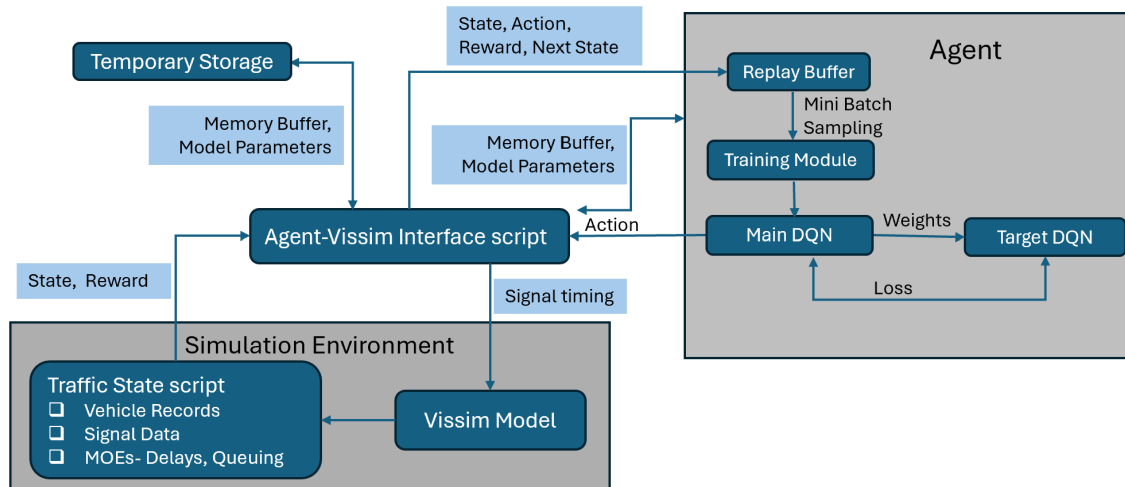 State, Action,
Reward, Next State
Agent
Temporary Storage
Replay Buffer
Mini Batch
Sampling
Memory Buffer,
Model Parameters
Memory Buffer,
Model Parameters
Training Module
Agent-Vissim Interface script
Action
Main DQN
Weights
Target DQN
Loss
State, Reward
Signal timing
Simulation Environment
Traffic State script
❑ Vehicle Records
❑ Signal Data
❑ MOEs- Delays, Queuing
Vissim Model